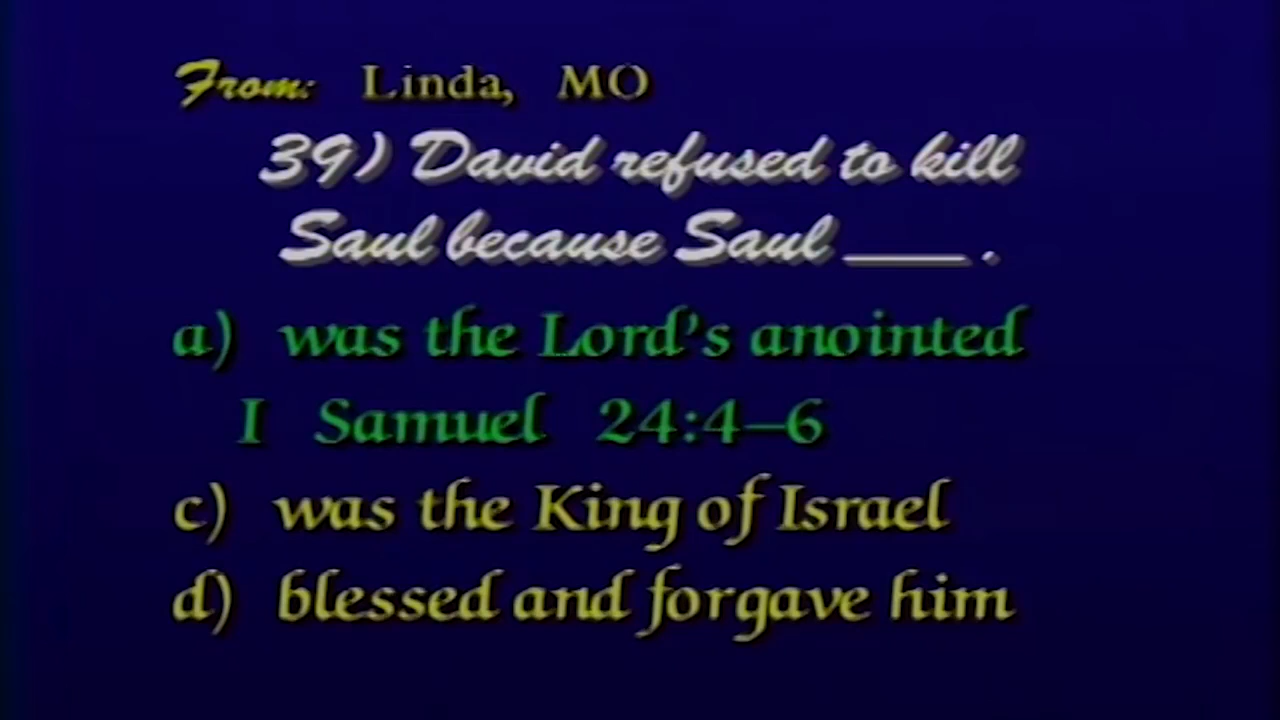 From: Linda, MO
39) David refused to kill
Saul because Saul ____ .
a) was the Lord's anointed
I Samuel 24:4–6
c) was the King of Israel
d) blessed and forgave him